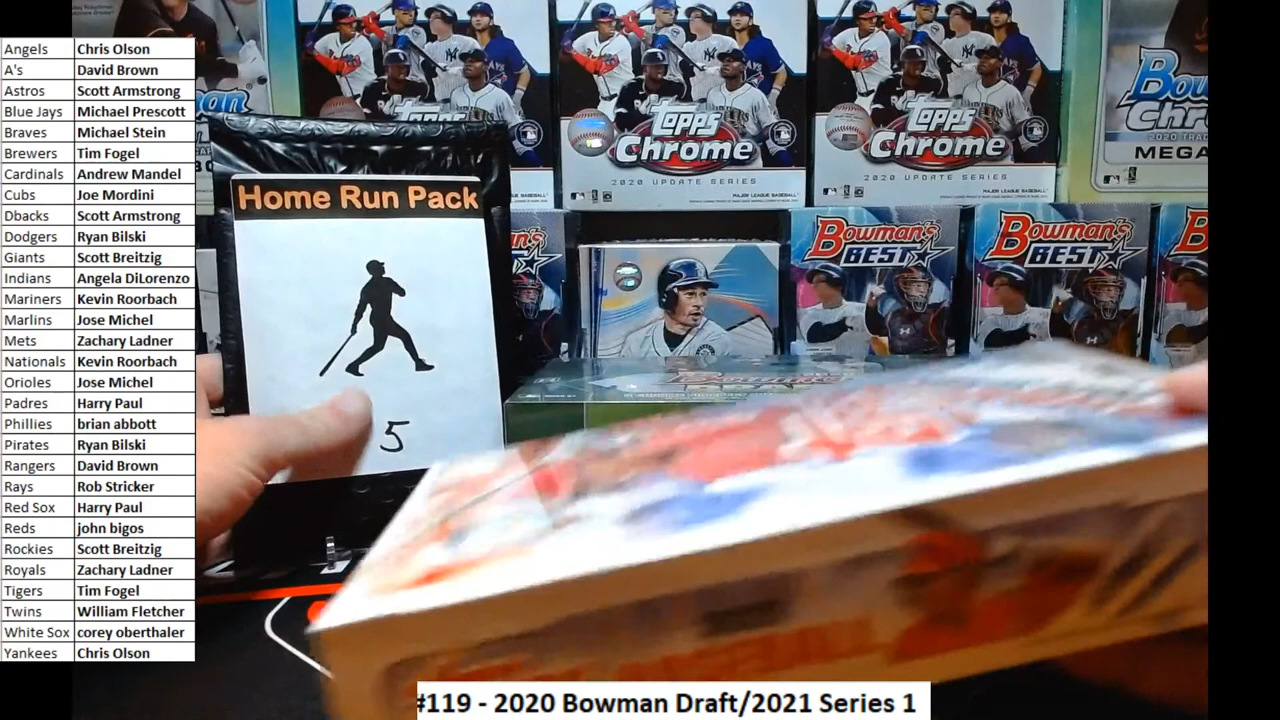 Angels Chris Olson
A's David Brown
Astros Scott Armstrong
Blue Jays Michael Prescott
Braves Michael Stein
Brewers Tim Fogel
Cardinals Andrew Mandel
Cubs Joe Mordini
Dbacks Scott Armstrong
Dodgers Ryan Bilski
Giants Scott Breitzig
Indians Angela DiLorenzo
Mariners Kevin Roorbach
Marlins Jose Michel
Mets Zachary Ladner
Nationals Kevin Roorbach
Orioles Jose Michel
Padres Harry Paul
Phillies brian abbott
Pirates Ryan Bilski
Rangers David Brown
Rays Rob Stricker
Red Sox Harry Paul
Reds john bigos
Rockies Scott Breitzig
Royals Zachary Ladner
Tigers Tim Fogel
Twins William Fletcher
White Sox corey oberthaler
Yankees Chris Olson
Home Run Pack
5
Topps
Topps
Chrome
2020 UPDATE SERIES
Topps
Chrome
2020 UPDATE SERIES
MEGA
Bowman's
BEST
Bowman's
BEST
#119 - 2020 Bowman Draft/2021 Series 1